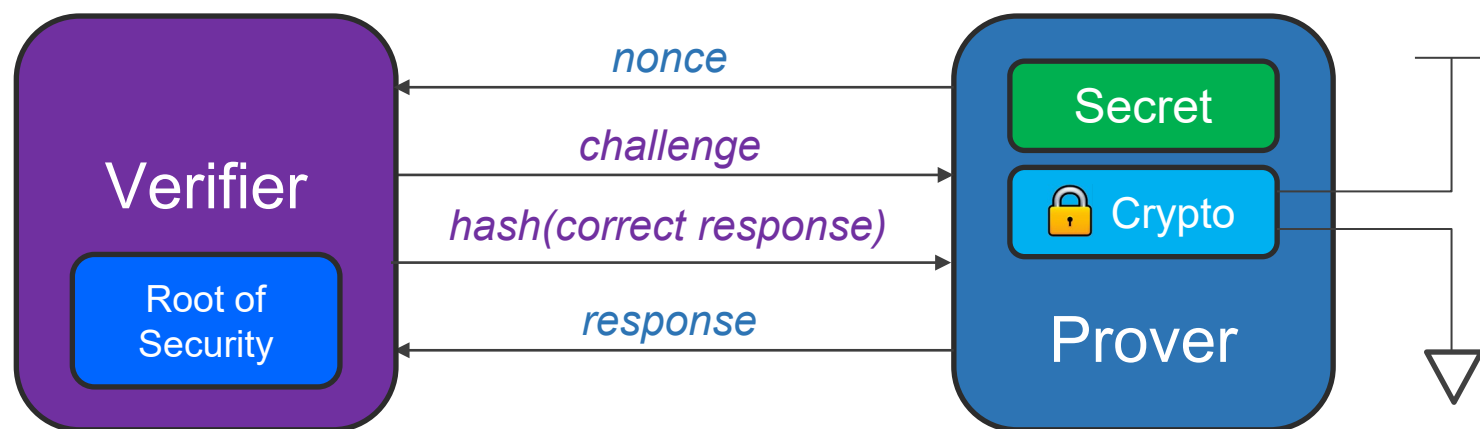 Verifier
Root of
Security
nonce
challenge
hash(correct response)
response
Secret
Crypto
Prover